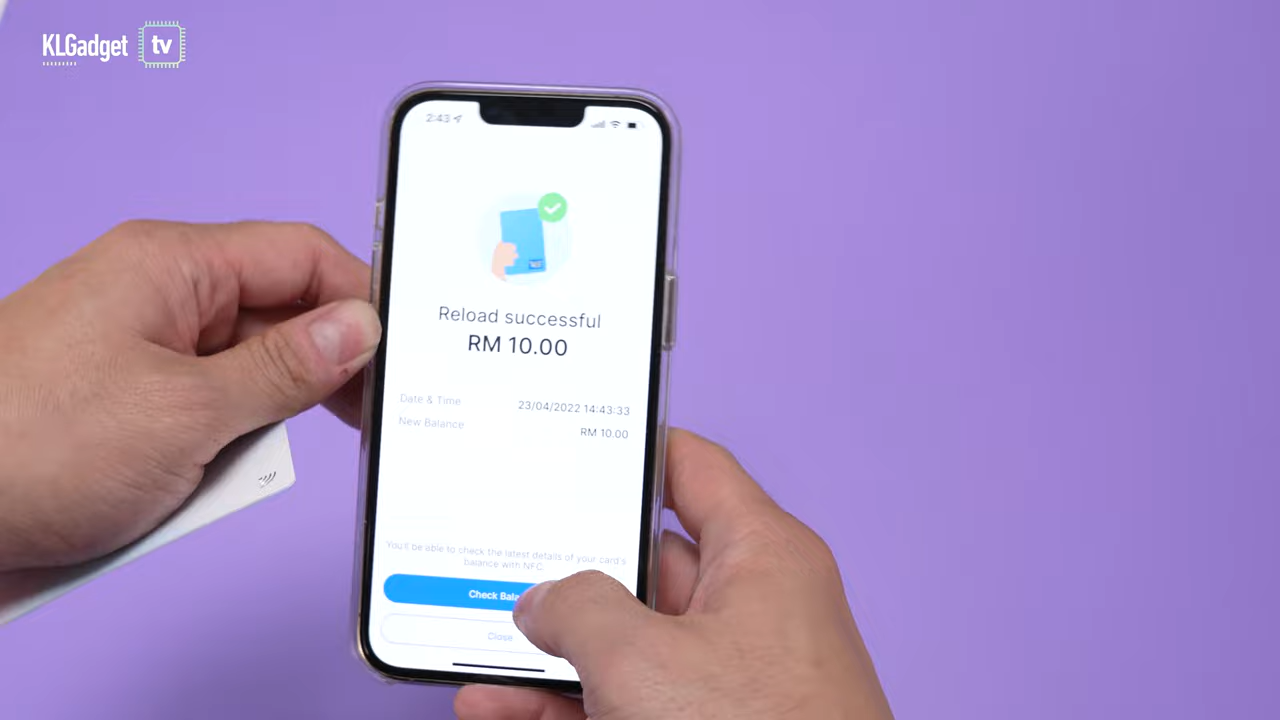 KLGadget tv
2:43
Reload successful
RM 10.00
Date & Time 23/04/2022 14:43:33
New Balance RM 10.00
You'll be able to check the latest details of your card's
balance with NFC.
Check Bala
Close